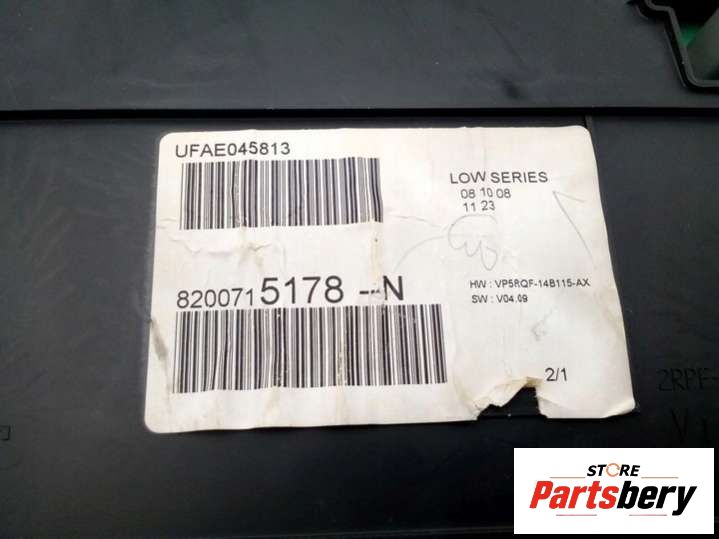 UFAE045813
LOW SERIES
08 10 08
11 23
8200715178 --N
HW : VP5RQF-14B115-AX
SW : V04.09
2/1
STORE
Partsbery